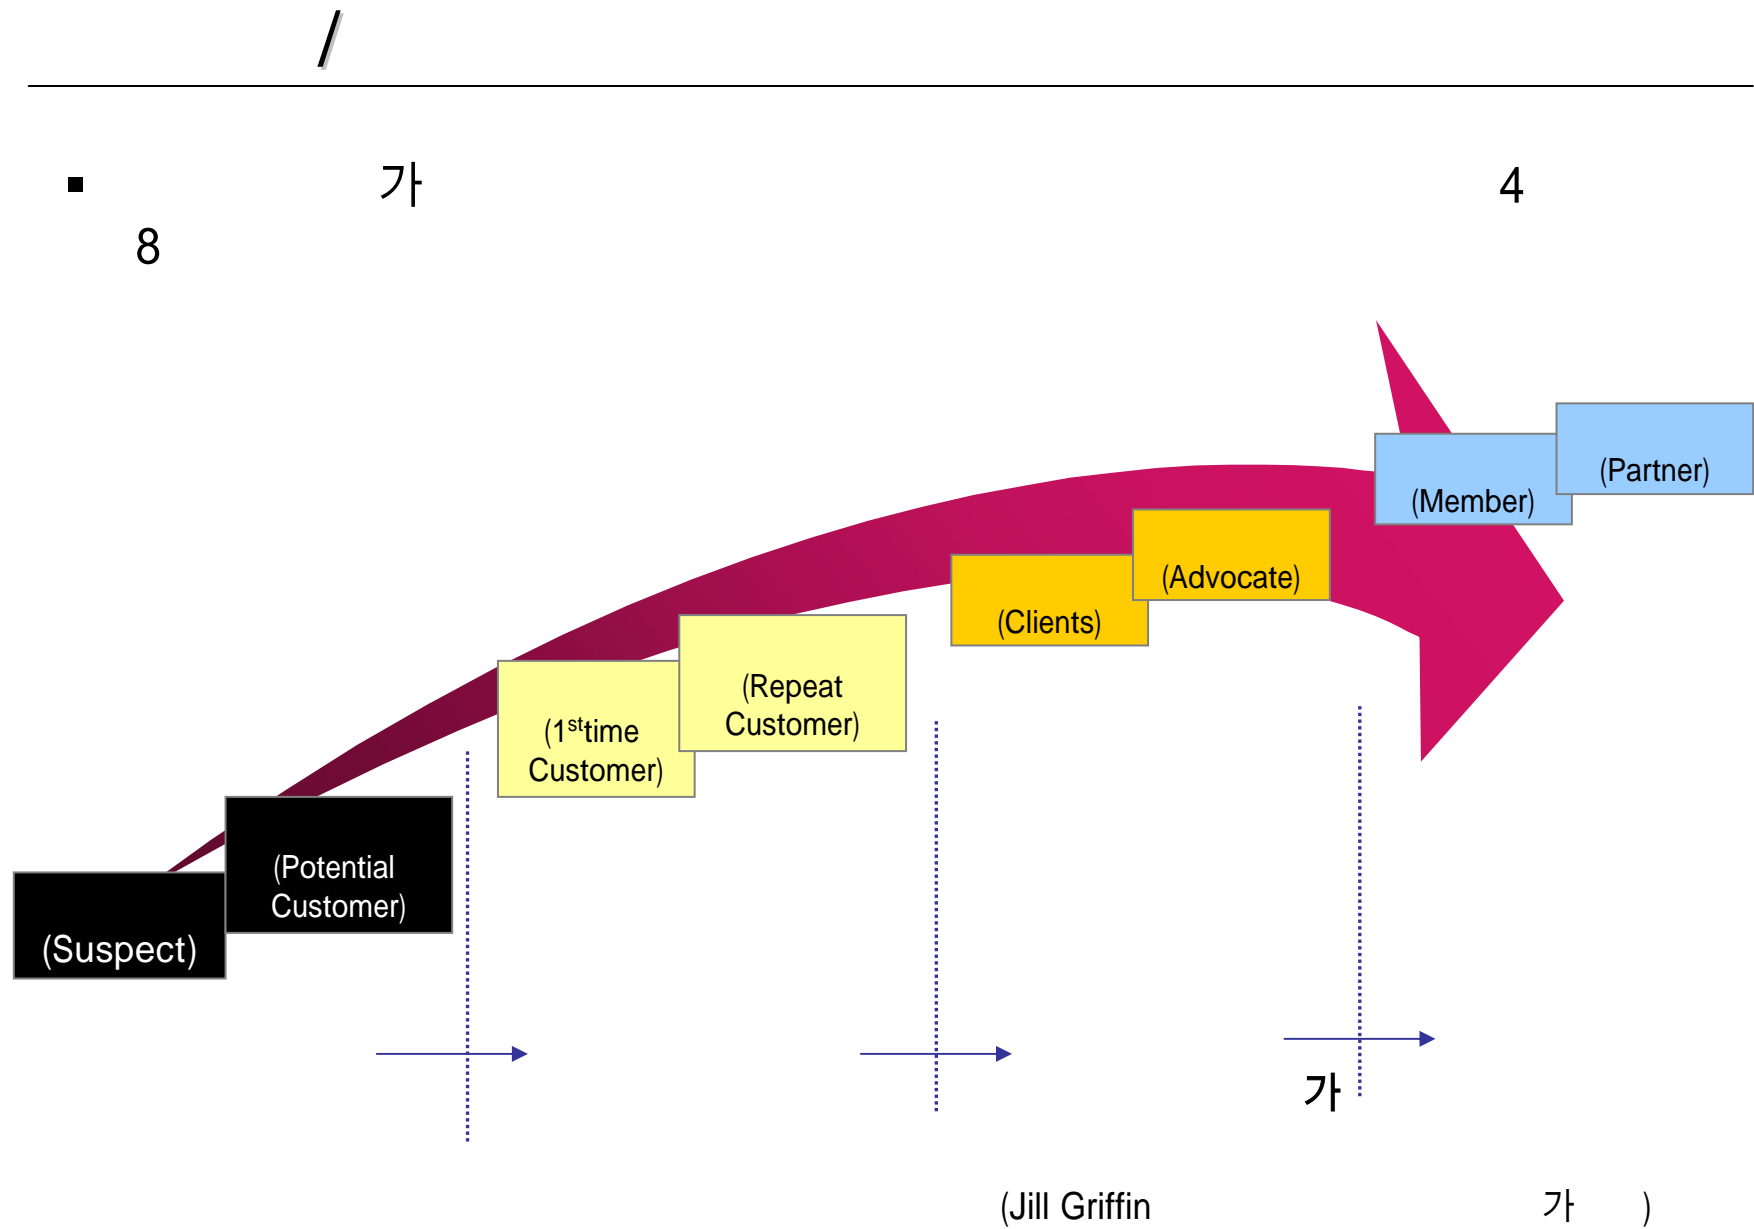 /
■ 가 4
8
(Partner)
(Member)
(Advocate)
(Clients)
(Repeat
Customer)
(1sttime
Customer)
(Potential
Customer)
(Suspect)
가
(Jill Griffin 가 )